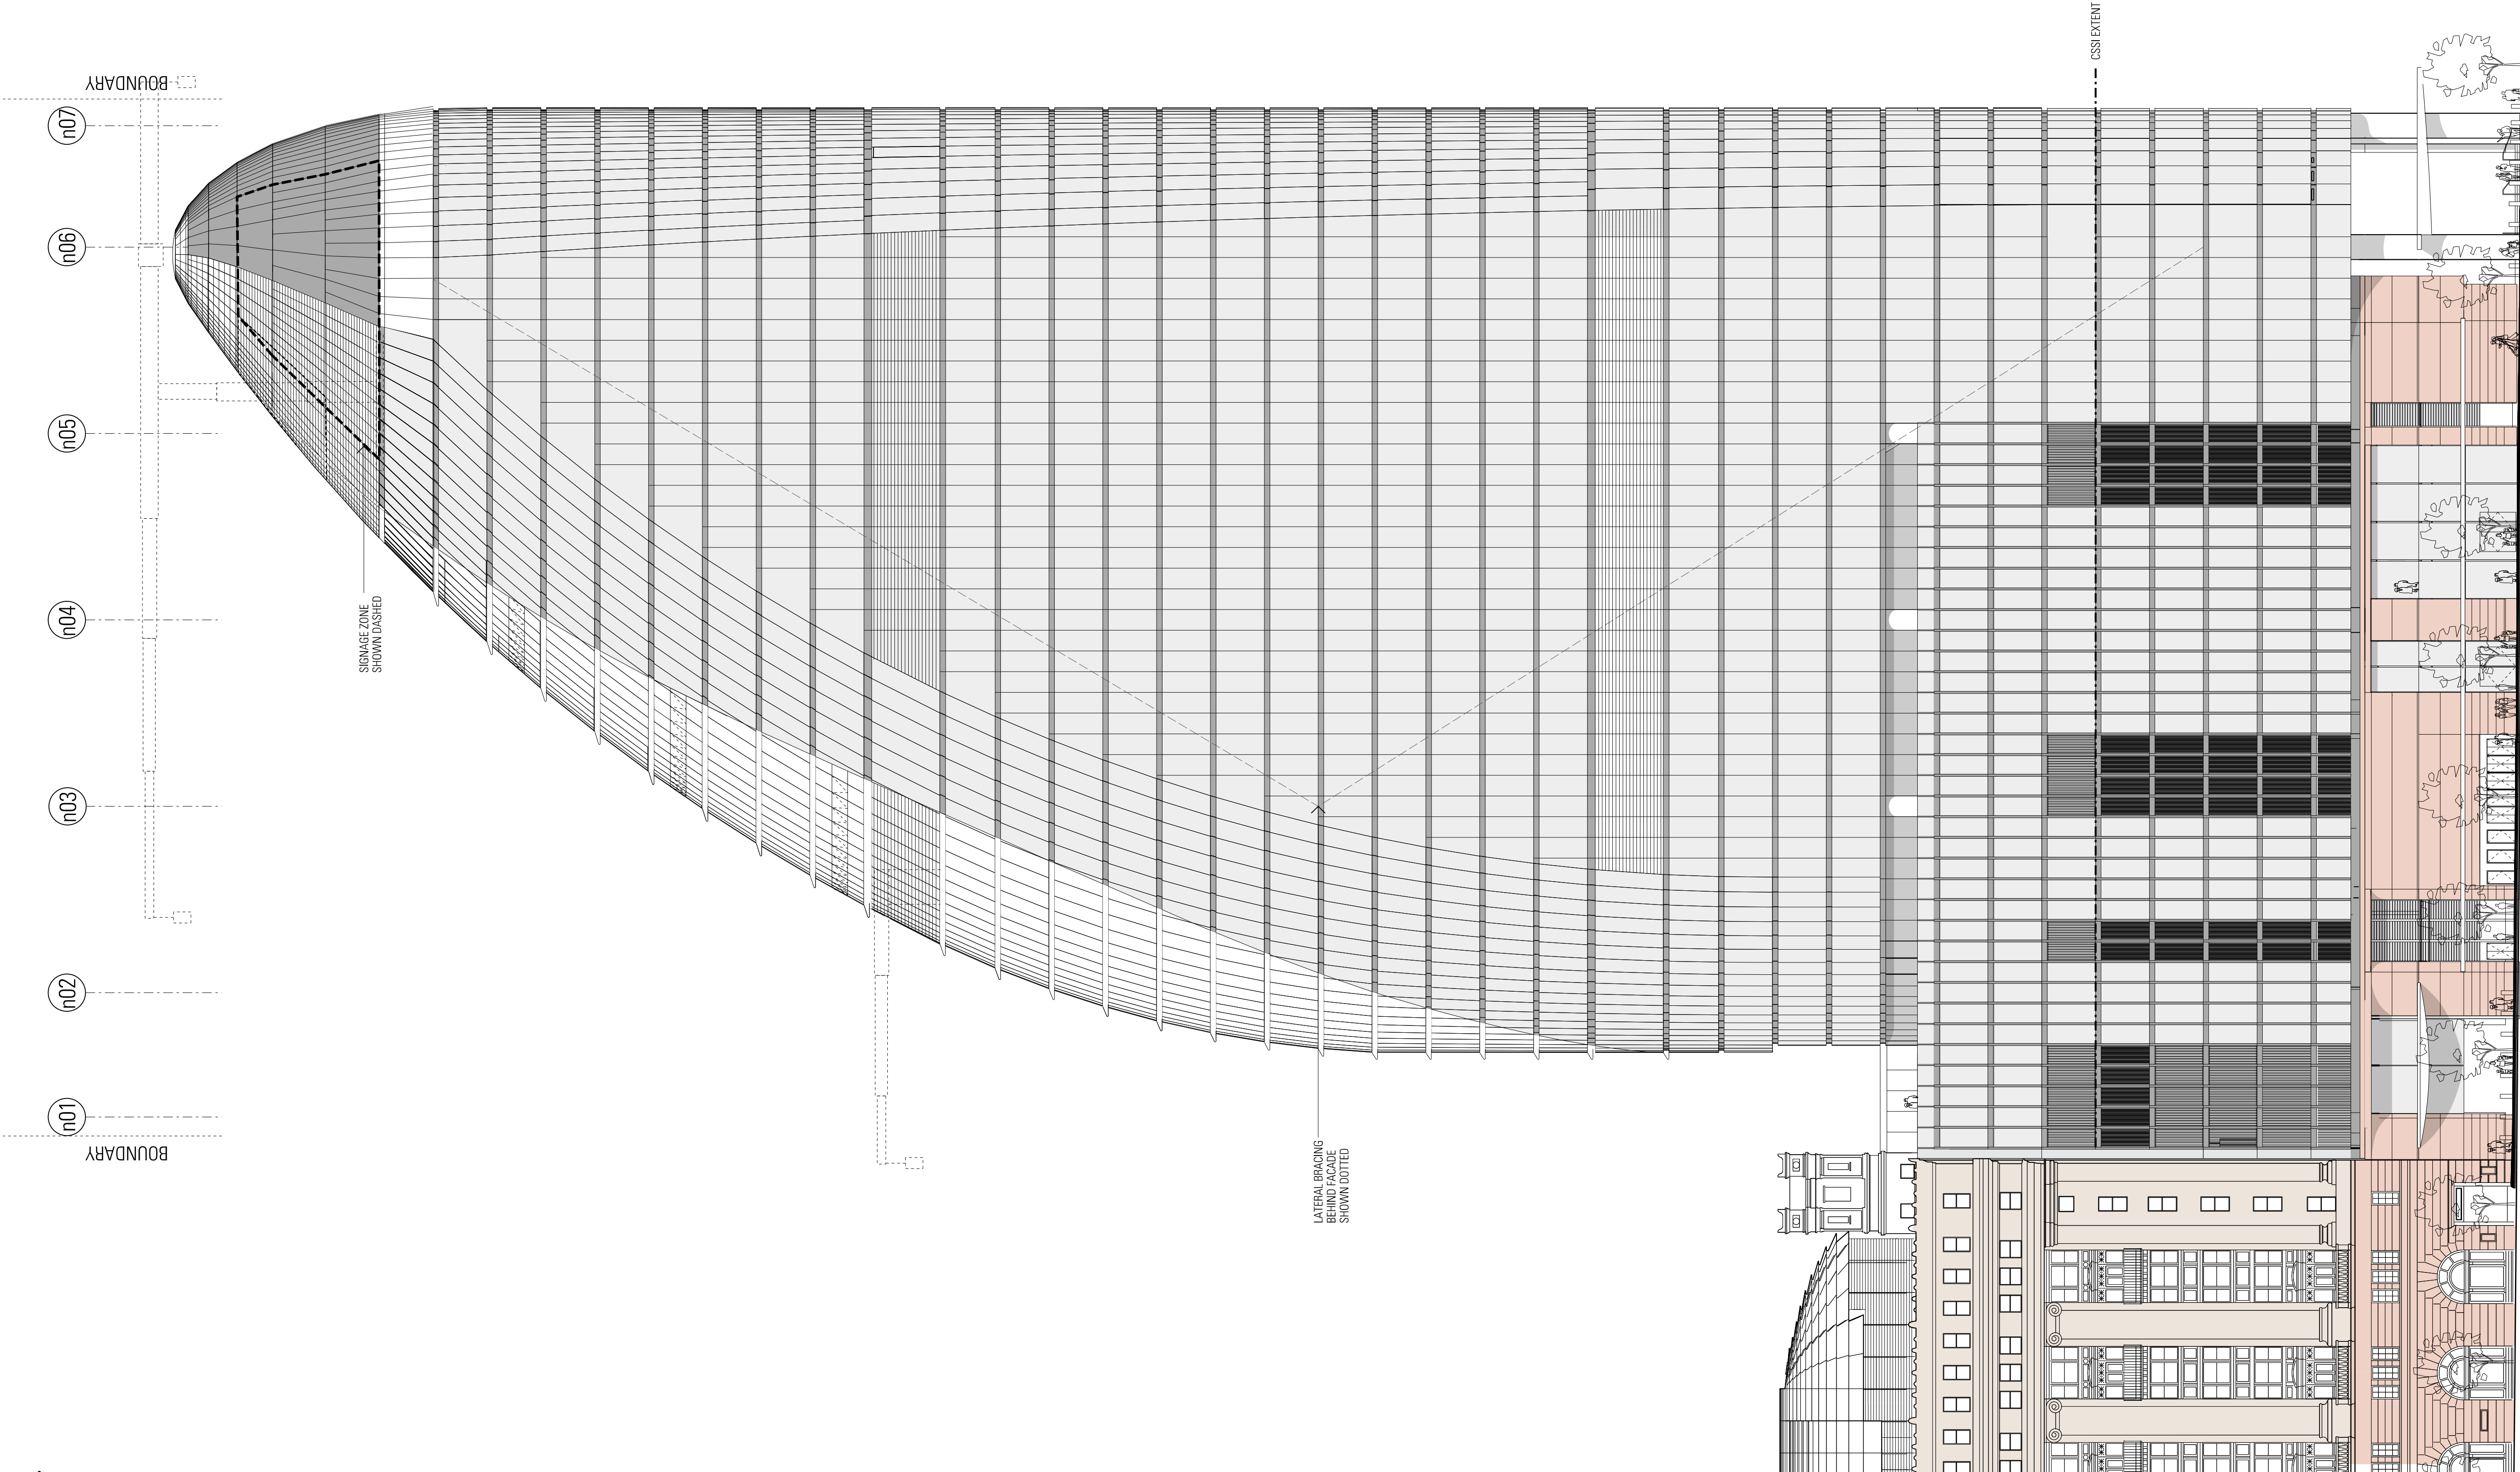 BOUNDARY
n07
n06
n05
n04
n03
n02
n01
BOUNDARY
SIGNAGE ZONE
SHOWN DASHED
LATERAL BRACING
BEHIND FACADE
SHOWN DOTTED
CSSI EXTENT